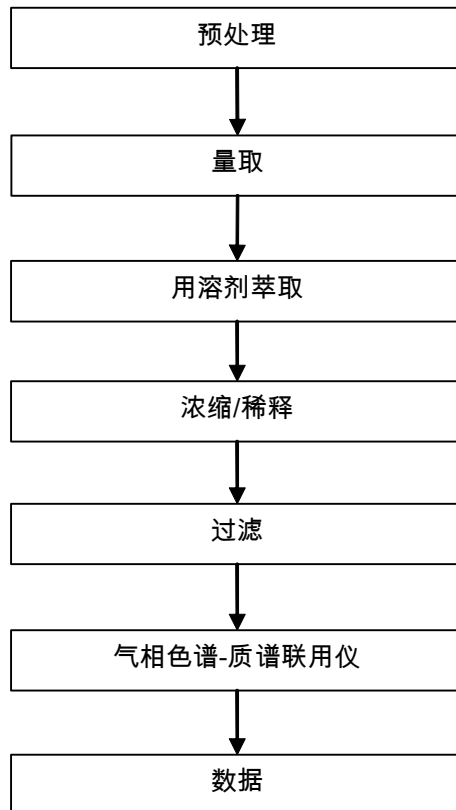 预处理
量取
用溶剂萃取
浓缩/稀释
过滤
气相色谱-质谱联用仪
数据